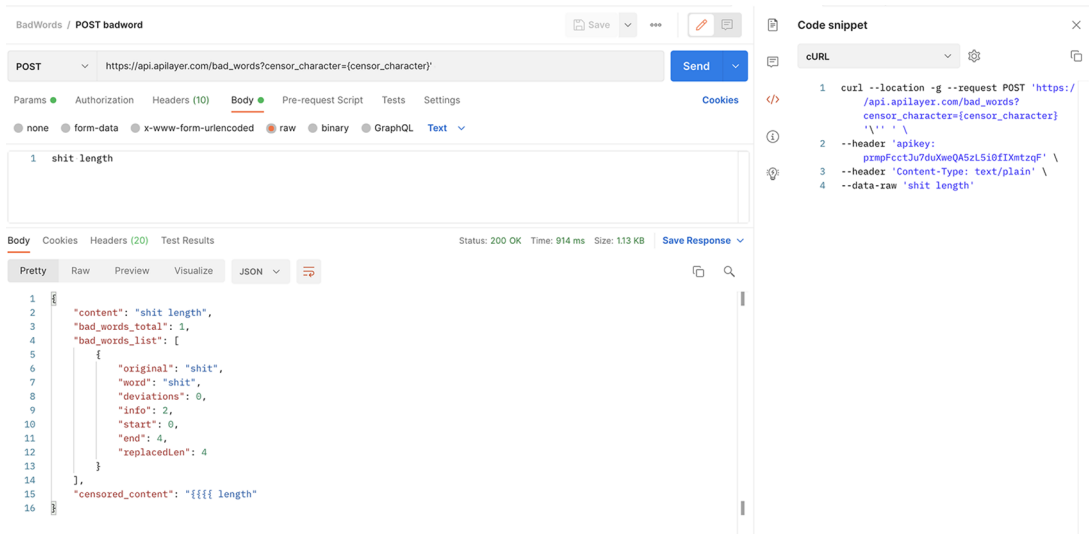 BadWords / POST badword
Save
POST
https://api.apilayer.com/bad_words?censor_character={censor_character}'
Send
Params
Authorization
Headers (10)
Body
Pre-request Script
Tests
Settings
Cookies
none
form-data
x-www-form-urlencoded
raw
binary
GraphQL
Text
1 shit length
Body
Cookies
Headers (20)
Test Results
Status: 200 OK
Time: 914 ms
Size: 1.13 KB
Save Response
Pretty
Raw
Preview
Visualize
JSON
1 {
2 "content": "shit length",
3 "bad_words_total": 1,
4 "bad_words_list": [
5 {
6 "original": "shit",
7 "word": "shit",
8 "deviations": 0,
9 "info": 2,
10 "start": 0,
11 "end": 4,
12 "replacedLen": 4
13 }
14 ],
15 "censored_content": "{{{{ length"
16 }
Code snippet
cURL
1 curl --location -g --request POST 'https:/
/api.apilayer.com/bad_words?
censor_character={censor_character}
'\'' ' \
2 --header 'apikey:
prmpFcctJu7duXweQA5zL5i0fIXmtzqF' \
3 --header 'Content-Type: text/plain' \
4 --data-raw 'shit length'